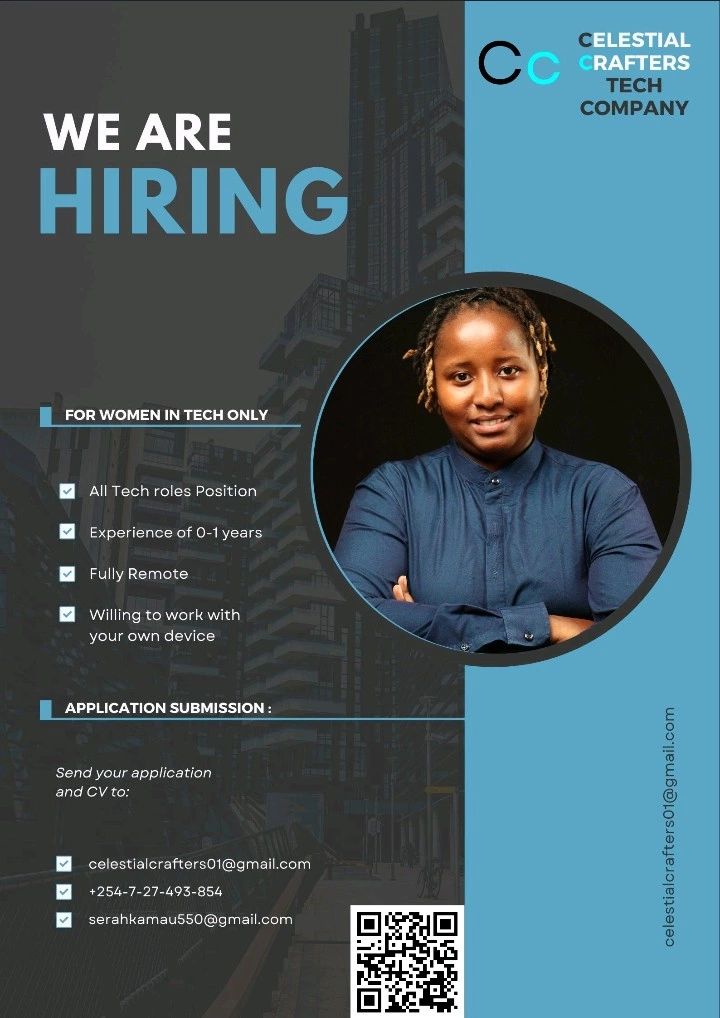 CC
CELESTIAL
CRAFTERS
TECH
COMPANY
WE ARE
HIRING
FOR WOMEN IN TECH ONLY
All Tech roles Position
Experience of 0-1 years
Fully Remote
Willing to work with
your own device
APPLICATION SUBMISSION :
Send your application
and CV to:
celestialcrafters01@gmail.com
+254-7-27-493-854
serahkamau550@gmail.com
celestialcrafters01@gmail.com